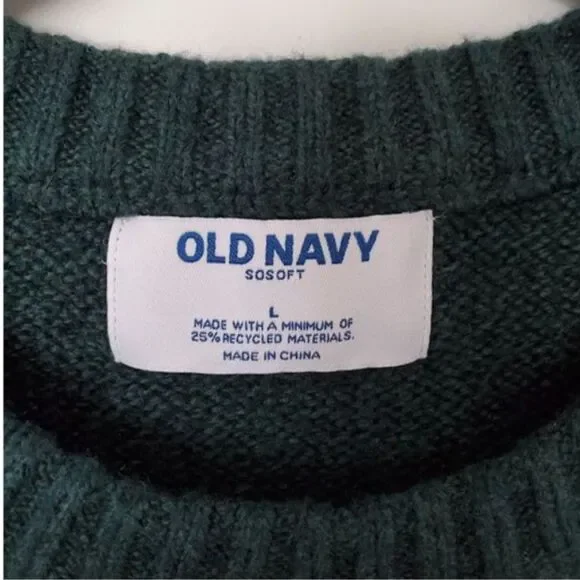 OLD NAVY
SOSOFT
L
MADE WITH A MINIMUM OF
25% RECYCLED MATERIALS.
MADE IN CHINA